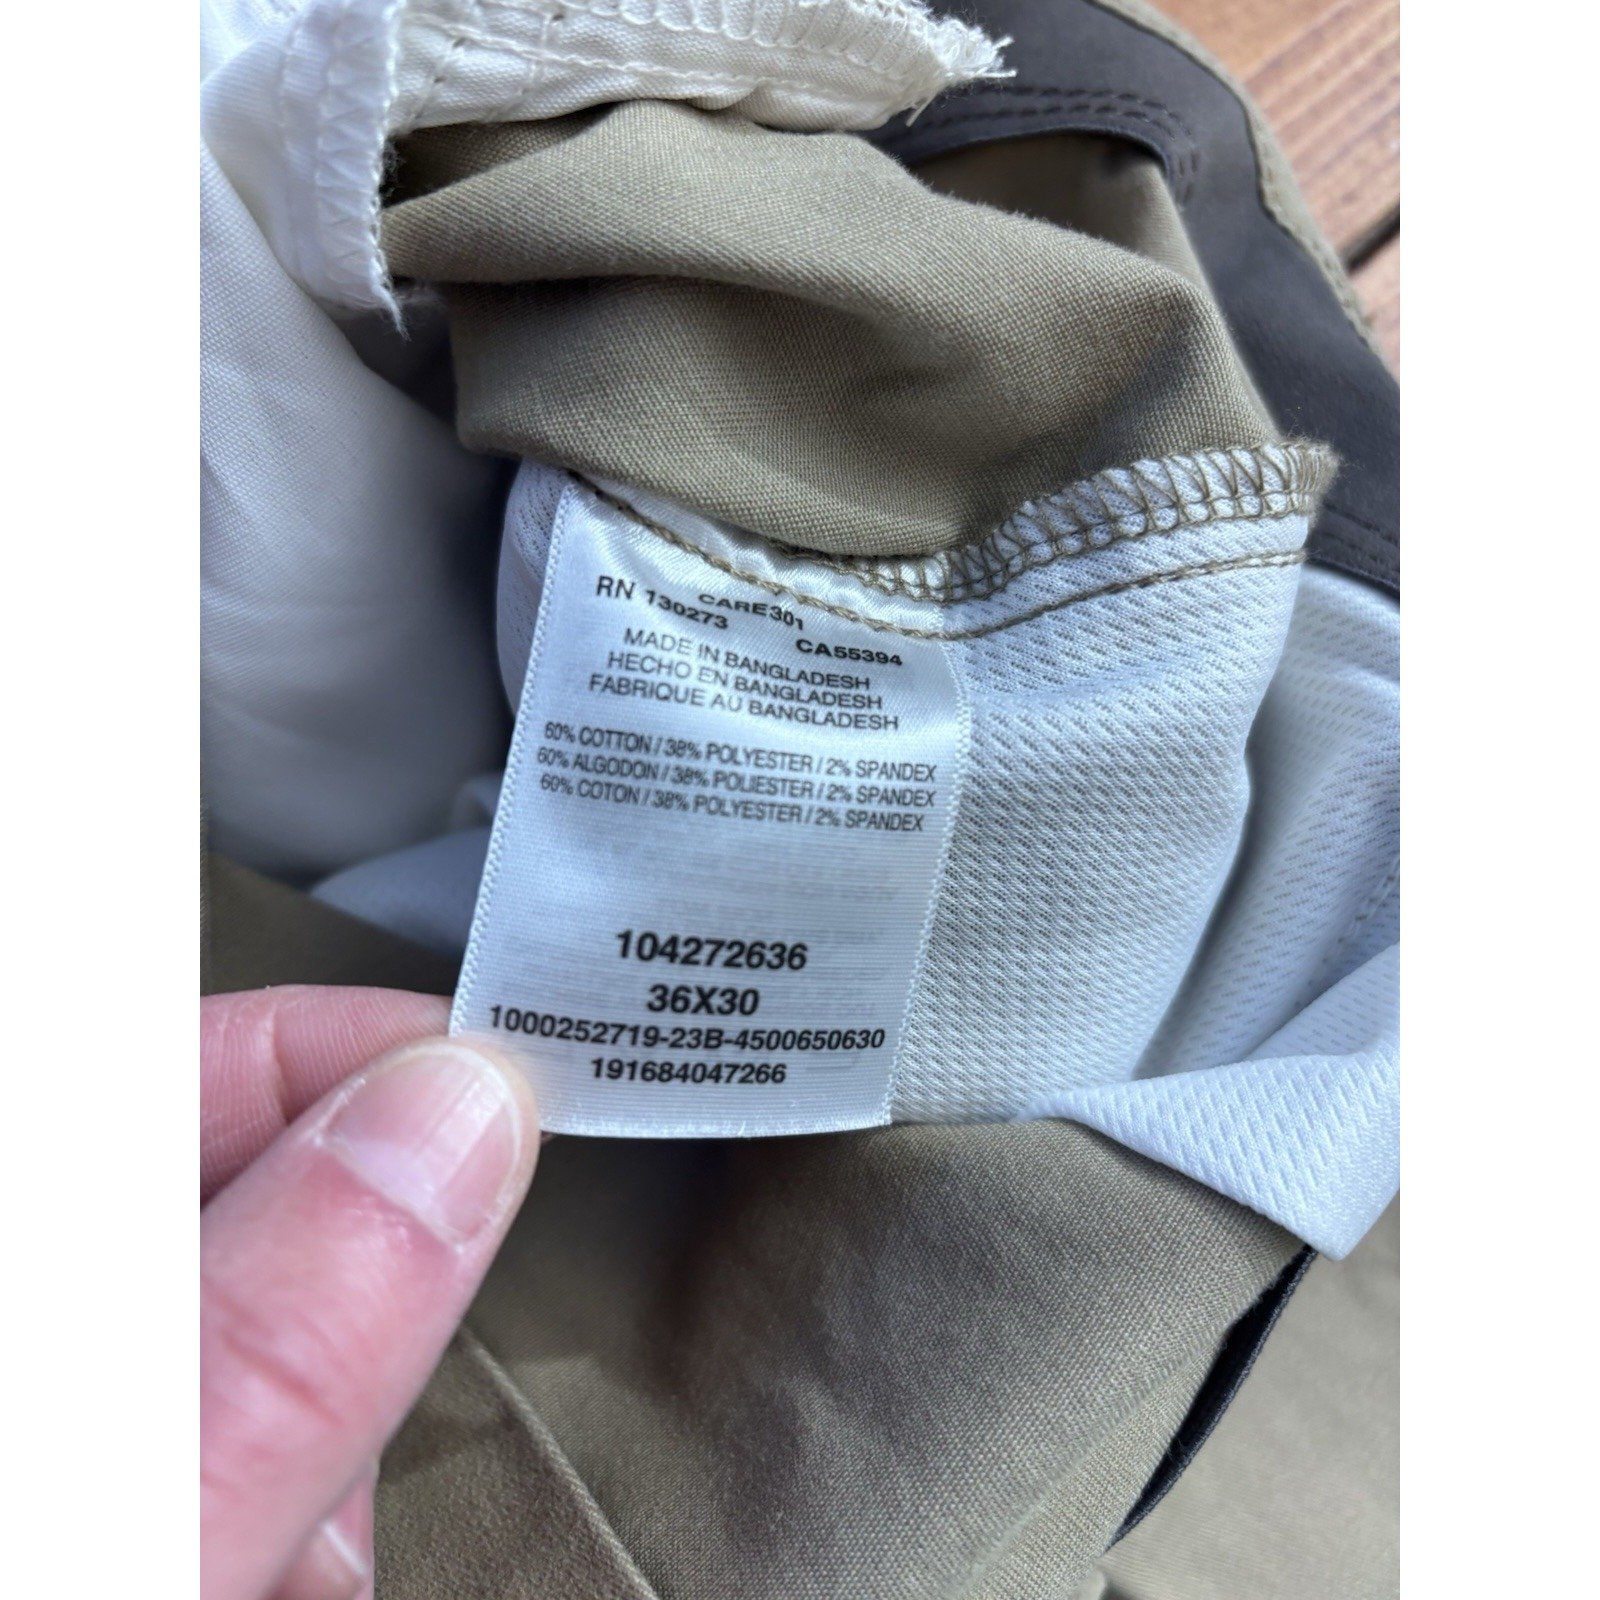 CARE301
RN 130273
CA55394
MADE IN BANGLADESH
HECHO EN BANGLADESH
FABRIQUE AU BANGLADESH
60% COTTON / 38% POLYESTER / 2% SPANDEX
60% ALGODON / 38% POLIESTER / 2% SPANDEX
60% COTON / 38% POLYESTER / 2% SPANDEX
104272636
36X30
1000252719-23B-4500650630
191684047266